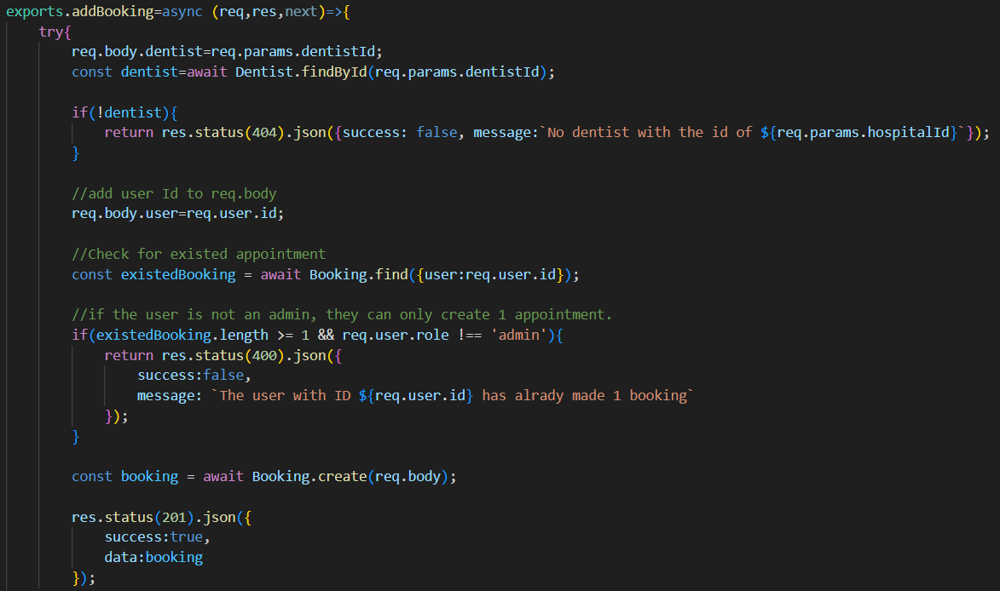 exports.addBooking=async (req,res,next)=>{
try{
req.body.dentist=req.params.dentistId;
const dentist=await Dentist.findById(req.params.dentistId);
if(!dentist){
return res.status(404).json({success: false, message:`No dentist with the id of ${req.params.hospitalId}`});
}
//add user Id to req.body
req.body.user=req.user.id;
//Check for existed appointment
const existedBooking = await Booking.find({user:req.user.id});
//if the user is not an admin, they can only create 1 appointment.
if(existedBooking.length >= 1 && req.user.role !== 'admin'){
return res.status(400).json({
success:false,
message: `The user with ID ${req.user.id} has alrady made 1 booking`
});
}
const booking = await Booking.create(req.body);
res.status(201).json({
success:true,
data:booking
});